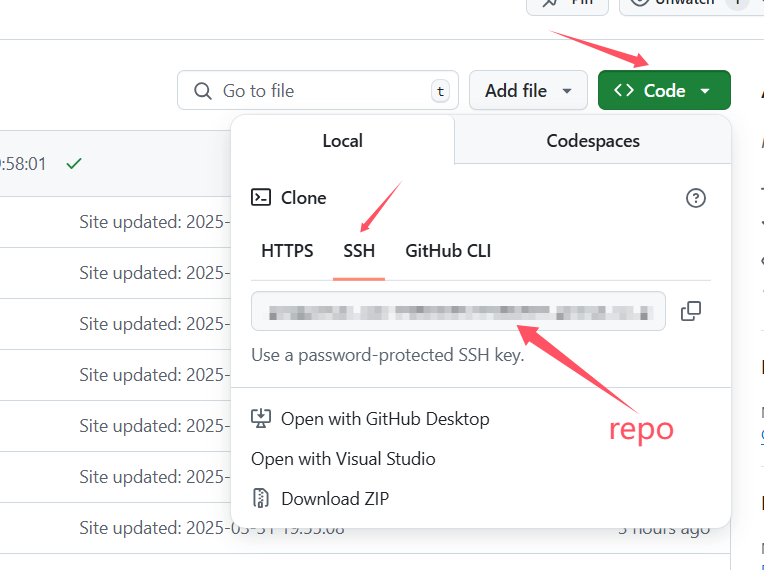 Pin
Unwatch 1
Go to file t
Add file
Code
:58:01
Local
Codespaces
Clone
HTTPS
SSH
GitHub CLI
Use a password-protected SSH key.
repo
Open with GitHub Desktop
Open with Visual Studio
Download ZIP
Site updated: 2025-
Site updated: 2025-
Site updated: 2025-
Site updated: 2025-
Site updated: 2025-
Site updated: 2025-
Site updated: 2025-03-31 19:55:08
3 hours ago